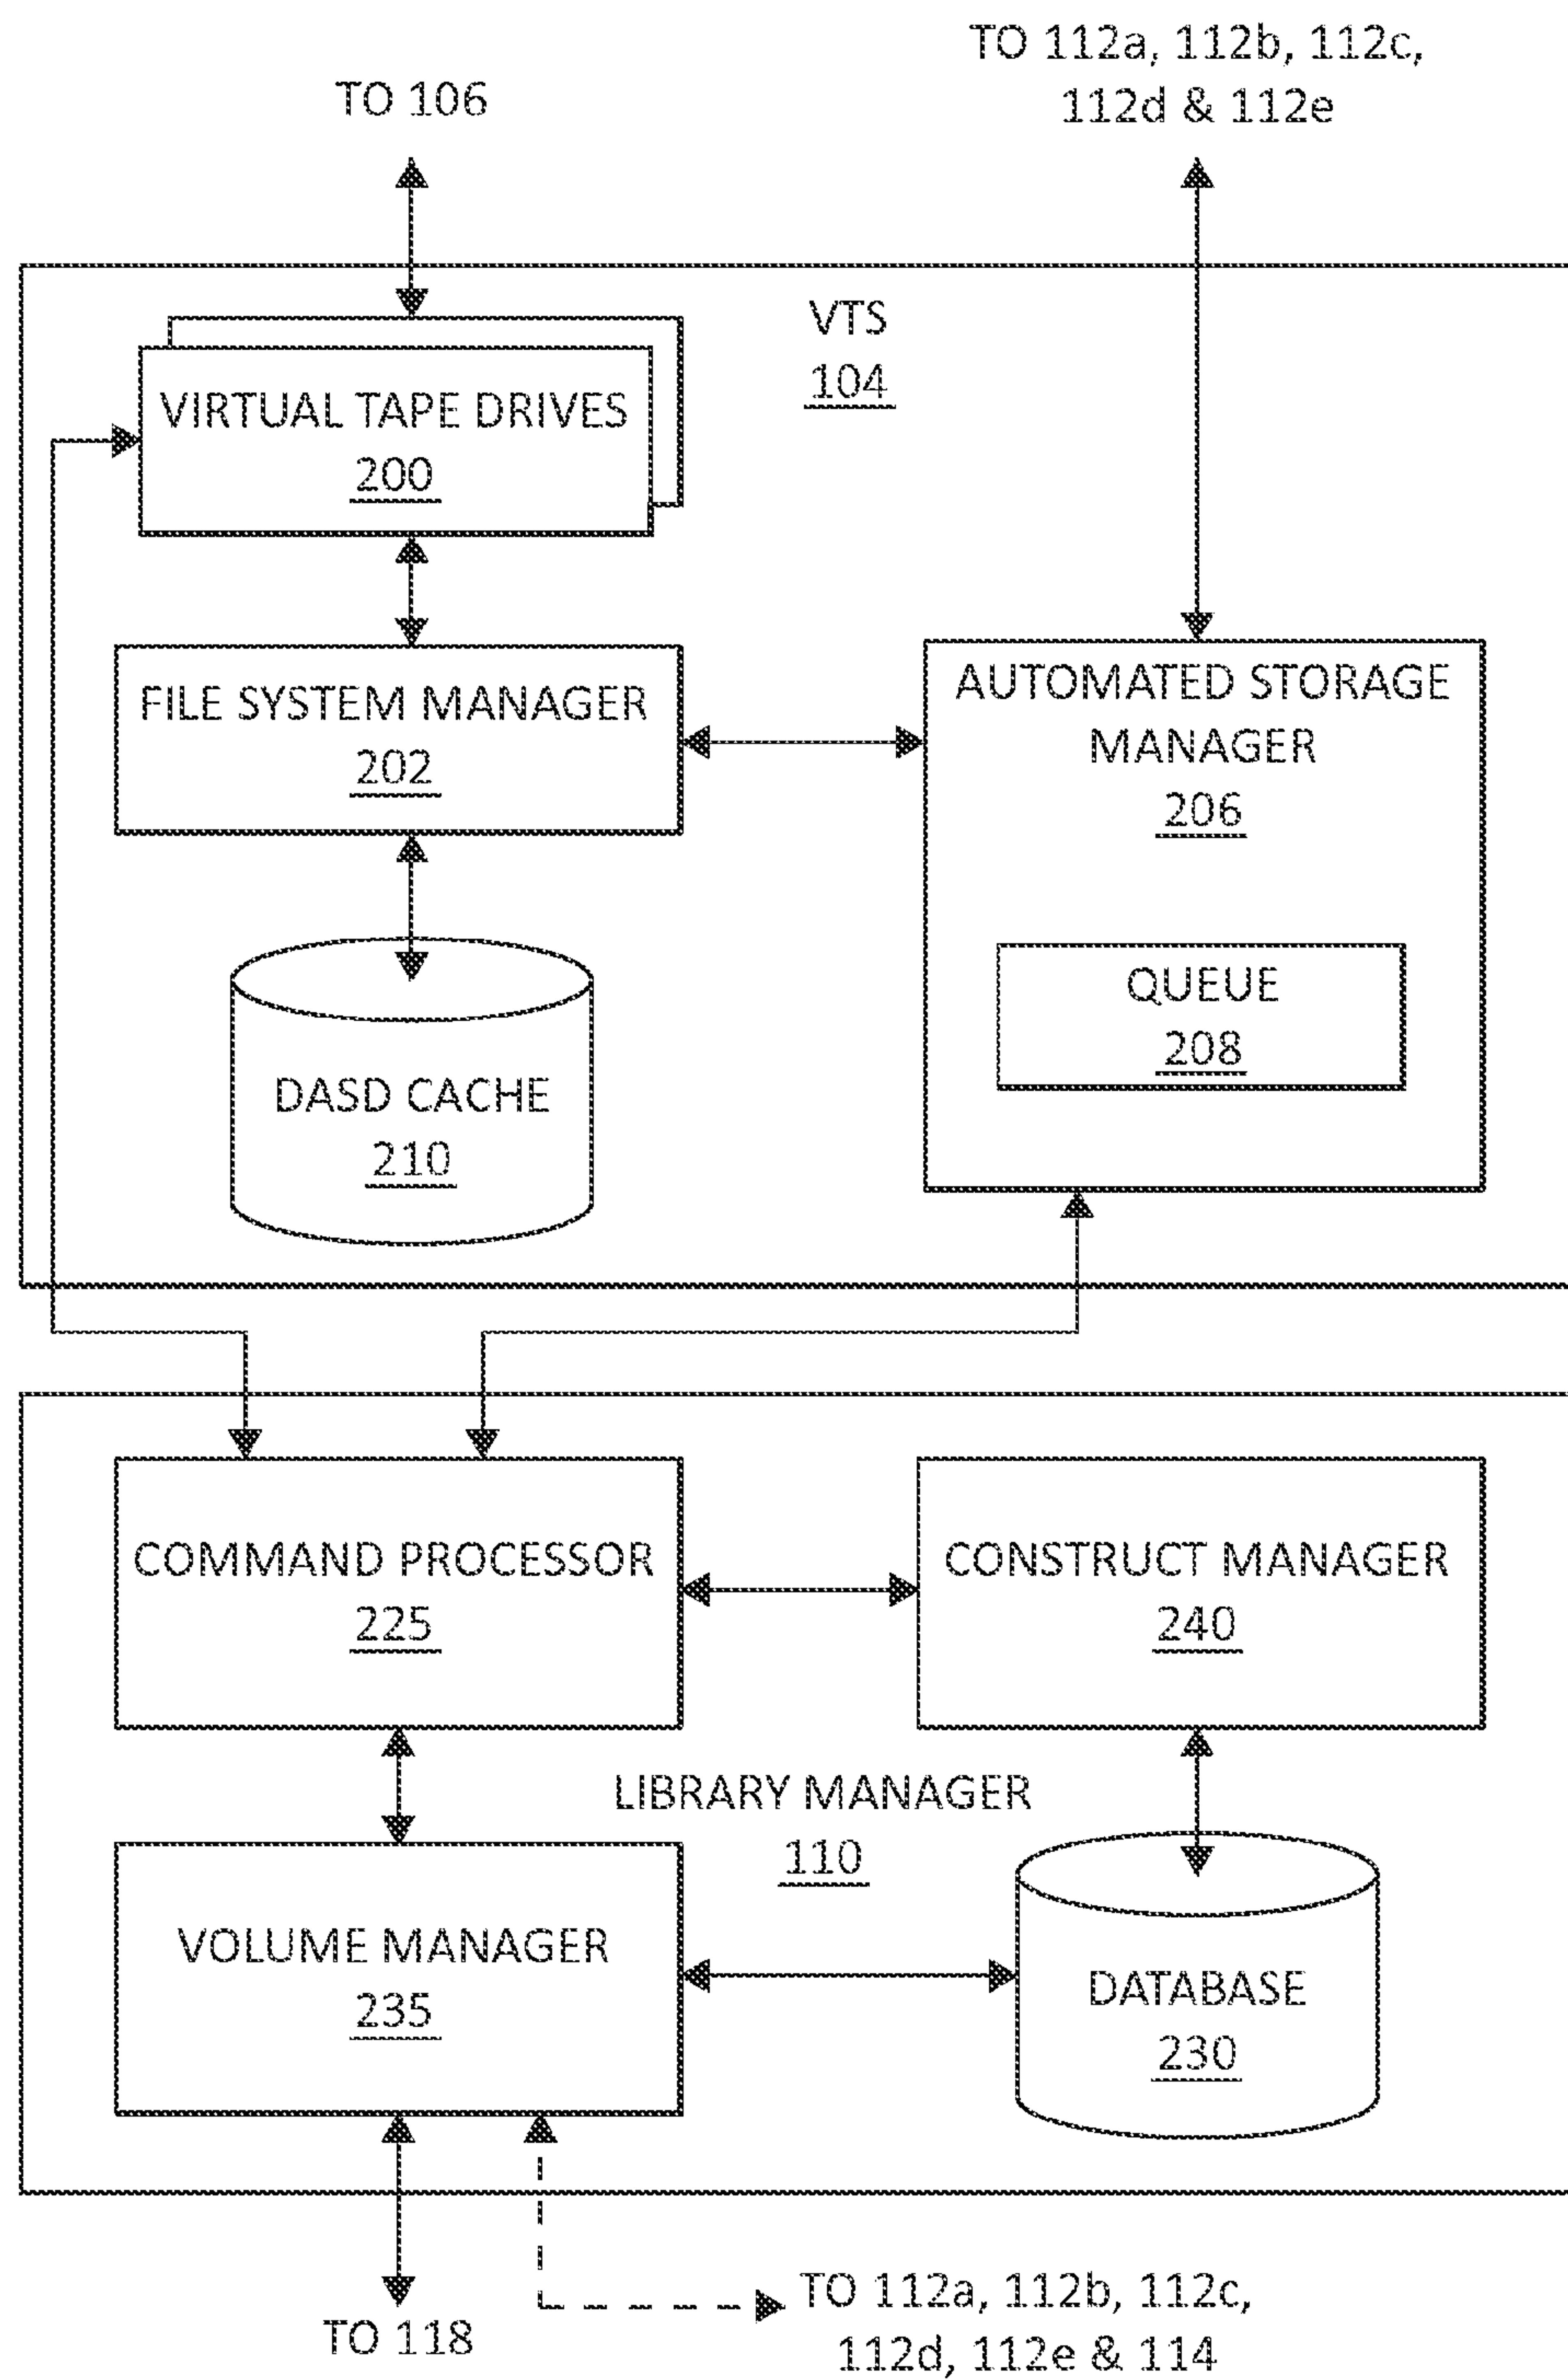 TO 106
TO 112a, 112b, 112c,
112d & 112e
VTS
104
VIRTUAL TAPE DRIVES
200
FILE SYSTEM MANAGER
202
AUTOMATED STORAGE
MANAGER
206
QUEUE
208
DASD CACHE
210
COMMAND PROCESSOR
225
CONSTRUCT MANAGER
240
LIBRARY MANAGER
110
VOLUME MANAGER
235
DATABASE
230
TO 118
TO 112a, 112b, 112c,
112d, 112e & 114